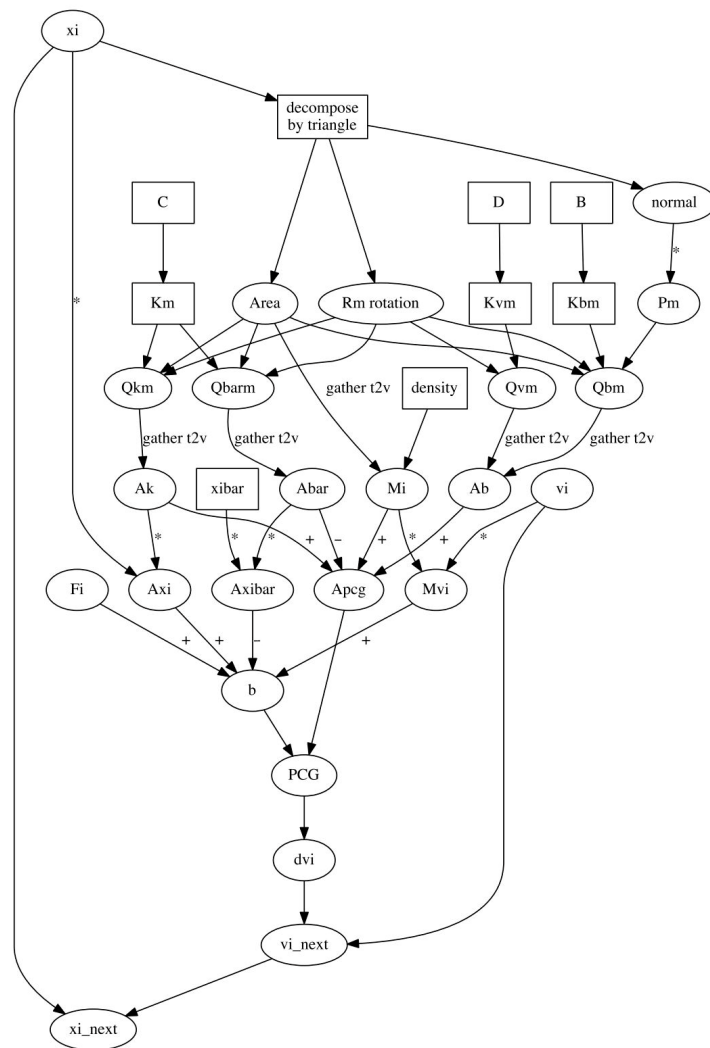 xi
decompose
by triangle
C
D
B
normal
*
*
Km
Area
Rm rotation
Kvm
Kbm
Pm
Qkm
Qbarm
gather t2v
density
Qvm
Qbm
gather t2v
gather t2v
gather t2v
gather t2v
Ak
xibar
Abar
Mi
Ab
vi
*
*
*
+
−
+
*
+
*
Fi
Axi
Axibar
Apcg
Mvi
+
+
−
+
b
PCG
dvi
vi_next
xi_next